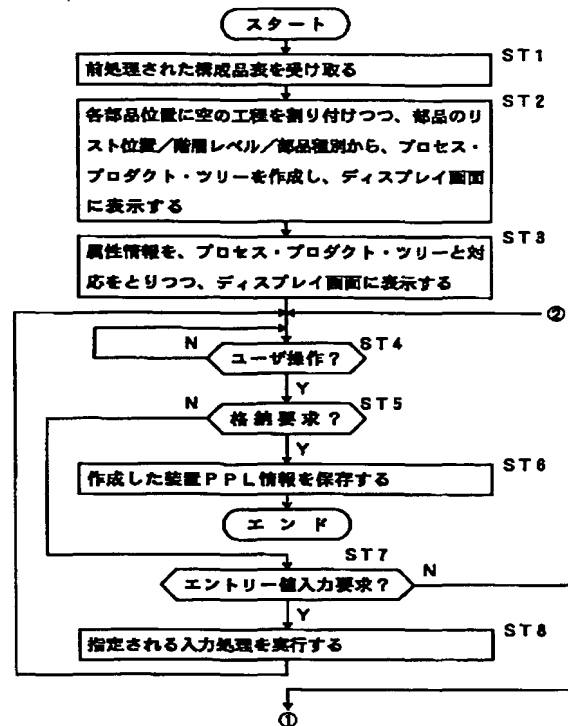 スタート
ST1
前処理された構成品表を受け取る
ST2
各部品位置に空の工程を割り付けつつ、部品のリ
スト位置/階層レベル/部品種別から、プロセス・
プロダクト・ツリーを作成し、ディスプレイ画面
に表示する
ST3
属性情報を、プロセス・プロダクト・ツリーと対
応をとりつつ、ディスプレイ画面に表示する
②
N
ST4
ユーザ操作?
Y
N
ST5
格納要求?
Y
ST6
作成した装置PPL情報を保存する
エンド
ST7
エントリー値入力要求?
N
Y
ST8
指定される入力処理を実行する
①